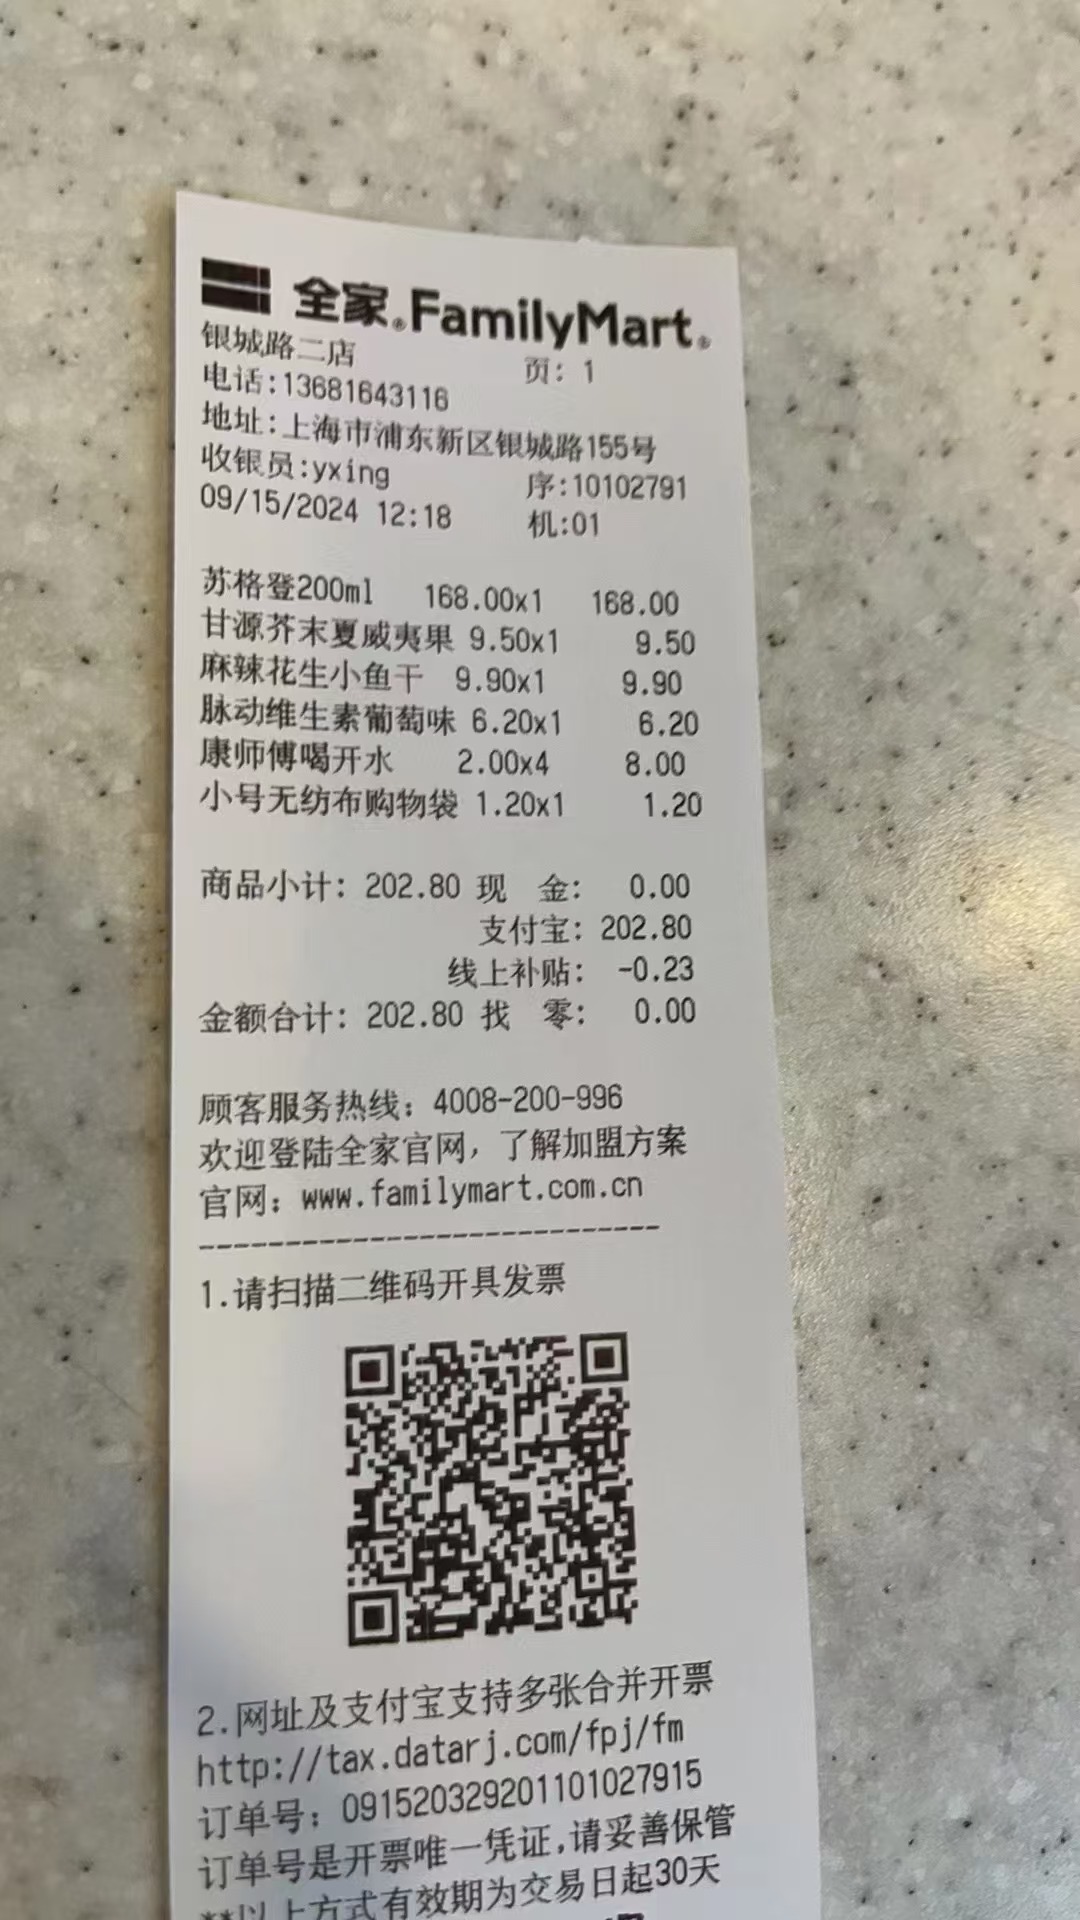 全家®FamilyMart®
银城路二店 页: 1
电话:13681643116
地址:上海市浦东新区银城路155号
收银员:yxing 序:10102791
09/15/2024 12:18 机:01
苏格登200ml 168.00x1 168.00
甘源芥末夏威夷果 9.50x1 9.50
麻辣花生小鱼干 9.90x1 9.90
脉动维生素葡萄味 6.20x1 6.20
康师傅喝开水 2.00x4 8.00
小号无纺布购物袋 1.20x1 1.20
商品小计: 202.80 现 金: 0.00
支付宝: 202.80
线上补贴: -0.23
金额合计: 202.80 找 零: 0.00
顾客服务热线: 4008-200-996
欢迎登陆全家官网, 了解加盟方案
官网: www.familymart.com.cn
1.请扫描二维码开具发票
2.网址及支付宝支持多张合并开票
http://tax.datarj.com/fpj/fm
订单号: 091520329201101027915
订单号是开票唯一凭证,请妥善保管
**以上方式有效期为交易日起30天